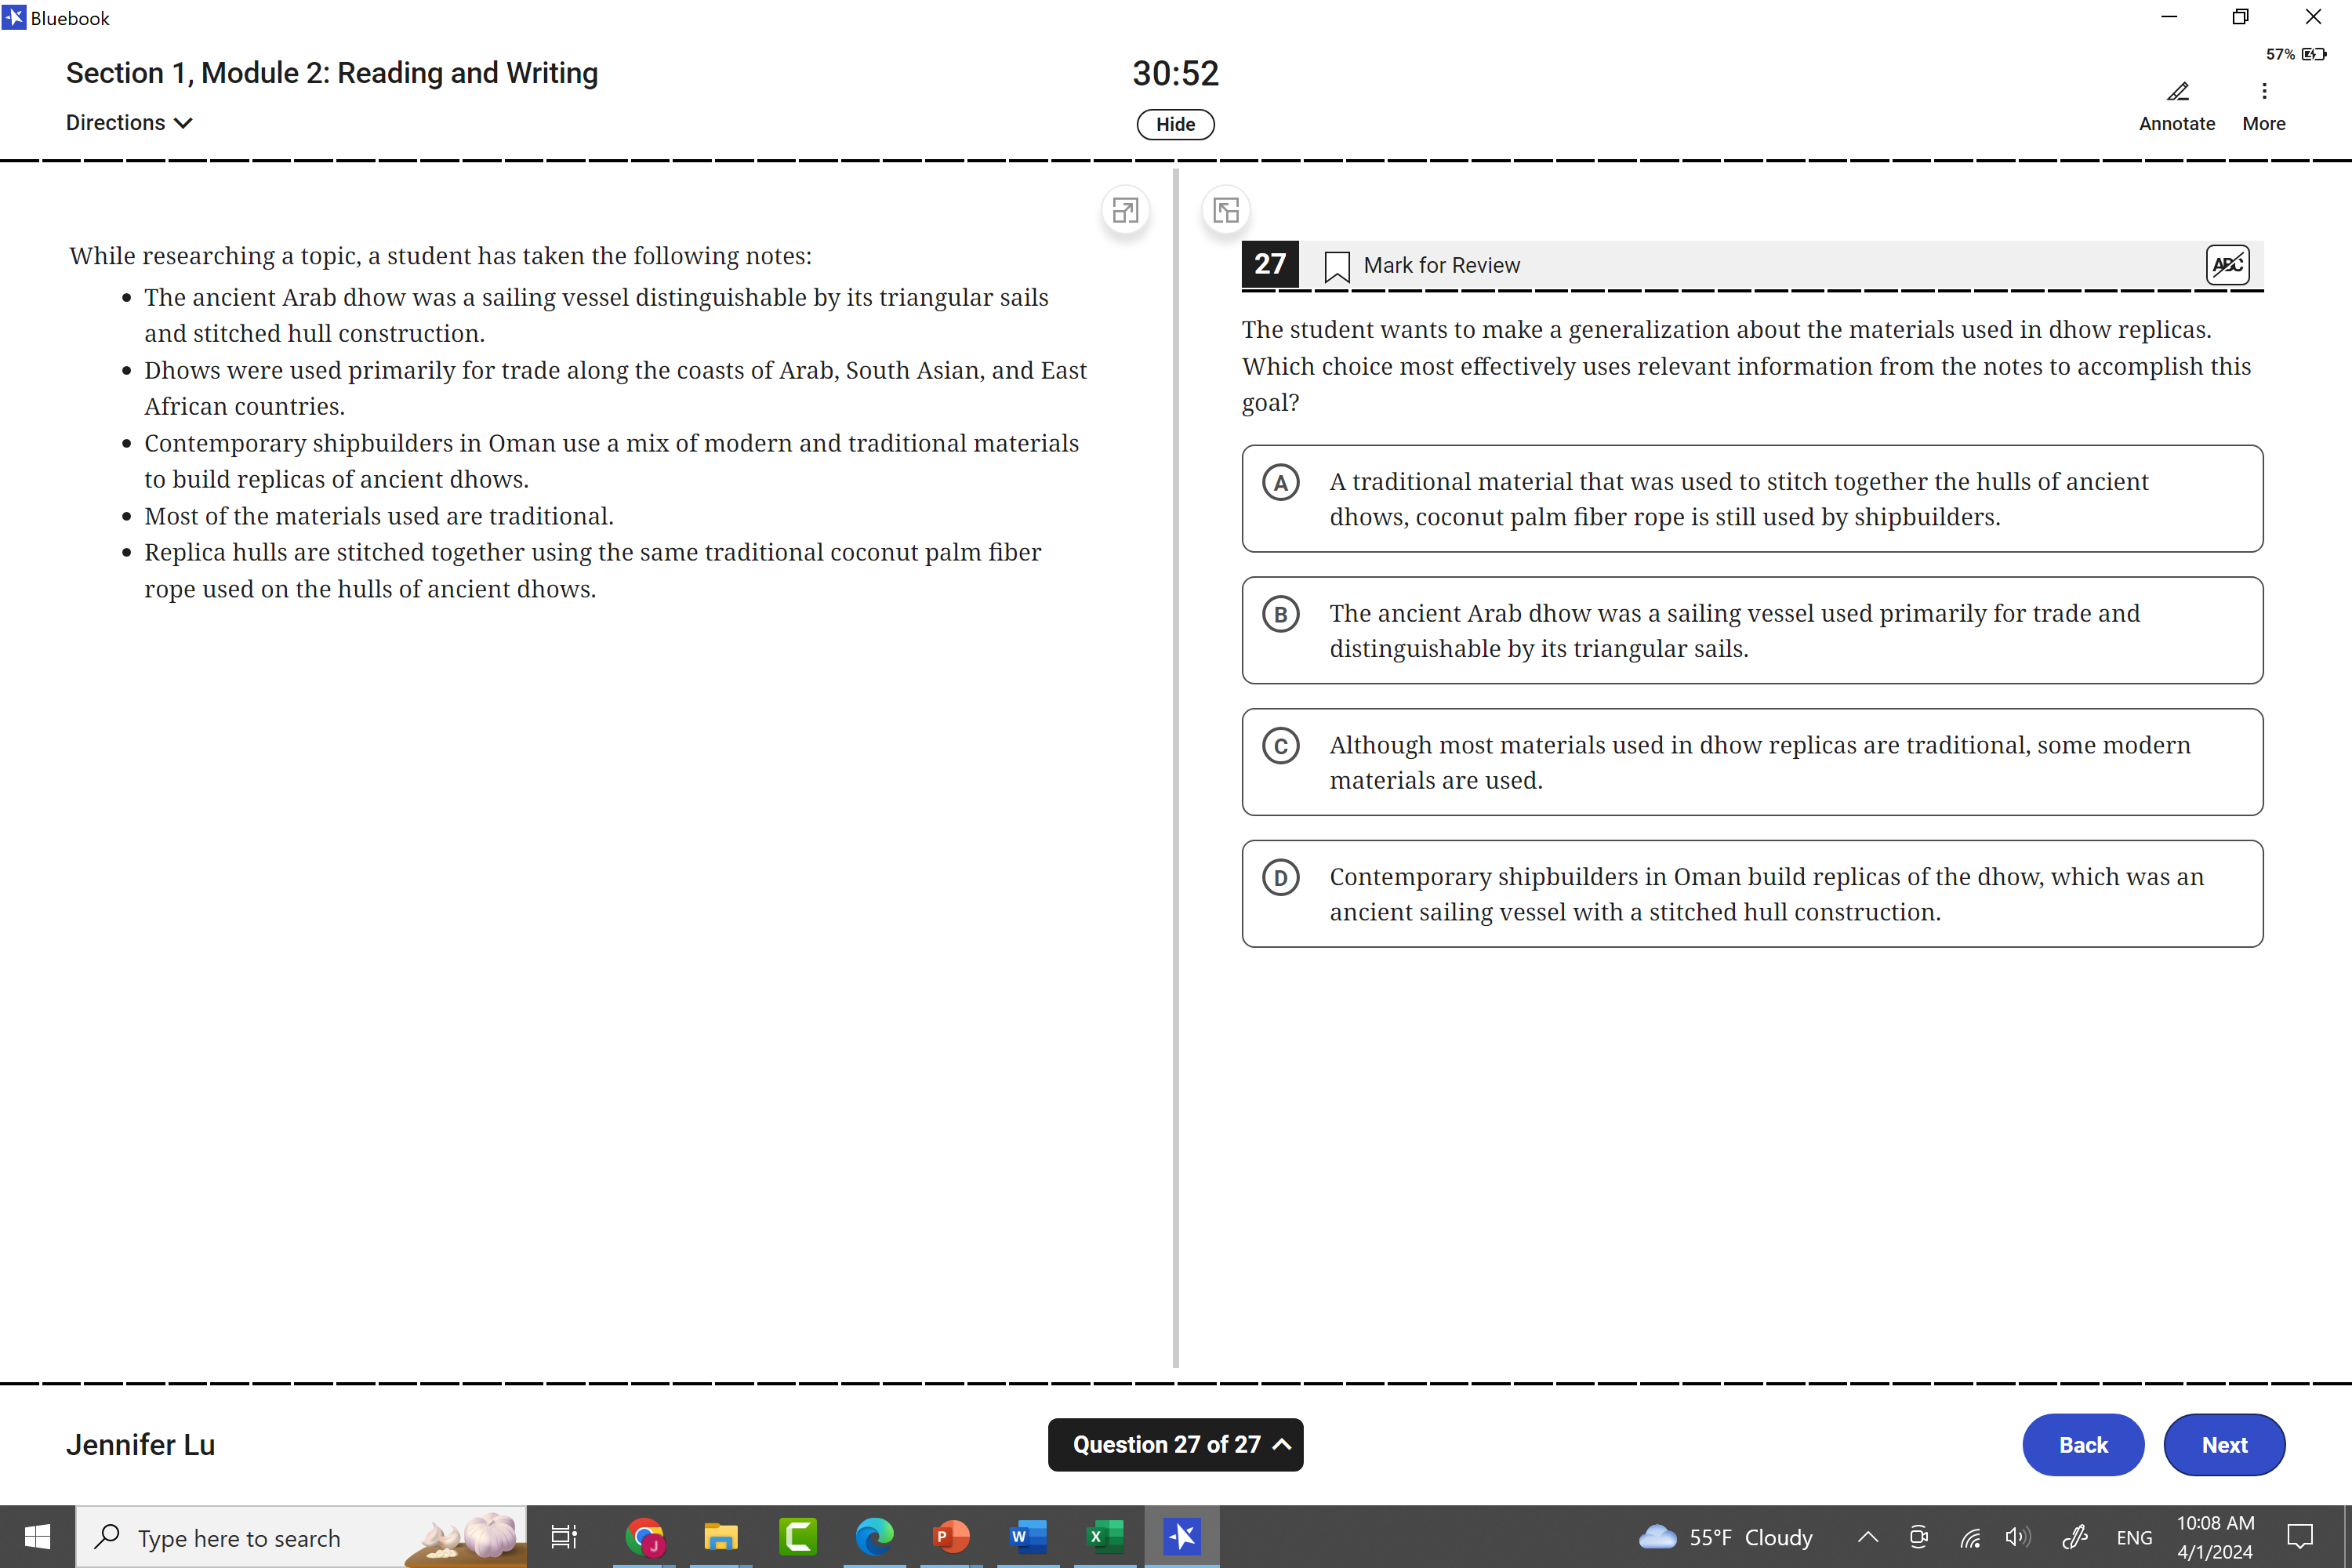 Bluebook
57%
Section 1, Module 2: Reading and Writing
30:52
Directions
Hide
Annotate
More
While researching a topic, a student has taken the following notes:
• The ancient Arab dhow was a sailing vessel distinguishable by its triangular sails
and stitched hull construction.
• Dhows were used primarily for trade along the coasts of Arab, South Asian, and East
African countries.
• Contemporary shipbuilders in Oman use a mix of modern and traditional materials
to build replicas of ancient dhows.
• Most of the materials used are traditional.
• Replica hulls are stitched together using the same traditional coconut palm fiber
rope used on the hulls of ancient dhows.
27 Mark for Review ABC
The student wants to make a generalization about the materials used in dhow replicas.
Which choice most effectively uses relevant information from the notes to accomplish this
goal?
A A traditional material that was used to stitch together the hulls of ancient
dhows, coconut palm fiber rope is still used by shipbuilders.
B The ancient Arab dhow was a sailing vessel used primarily for trade and
distinguishable by its triangular sails.
C Although most materials used in dhow replicas are traditional, some modern
materials are used.
D Contemporary shipbuilders in Oman build replicas of the dhow, which was an
ancient sailing vessel with a stitched hull construction.
Jennifer Lu
Question 27 of 27
Back
Next
Type here to search
J
P
W
X
55°F Cloudy
ENG
10:08 AM
4/1/2024